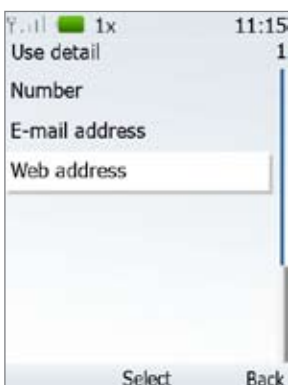 1x 11:15
Use detail 1
Number
E-mail address
Web address
Select Back